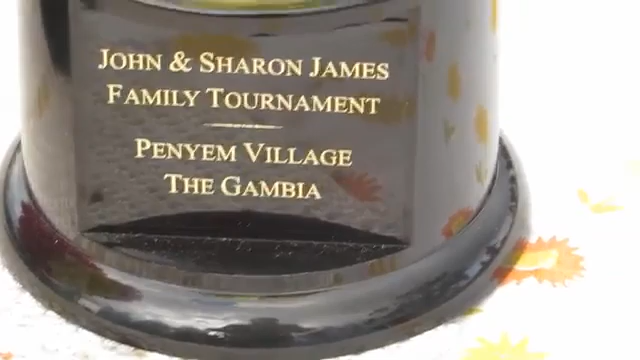 John & Sharon James
Family Tournament
Penyem Village
The Gambia